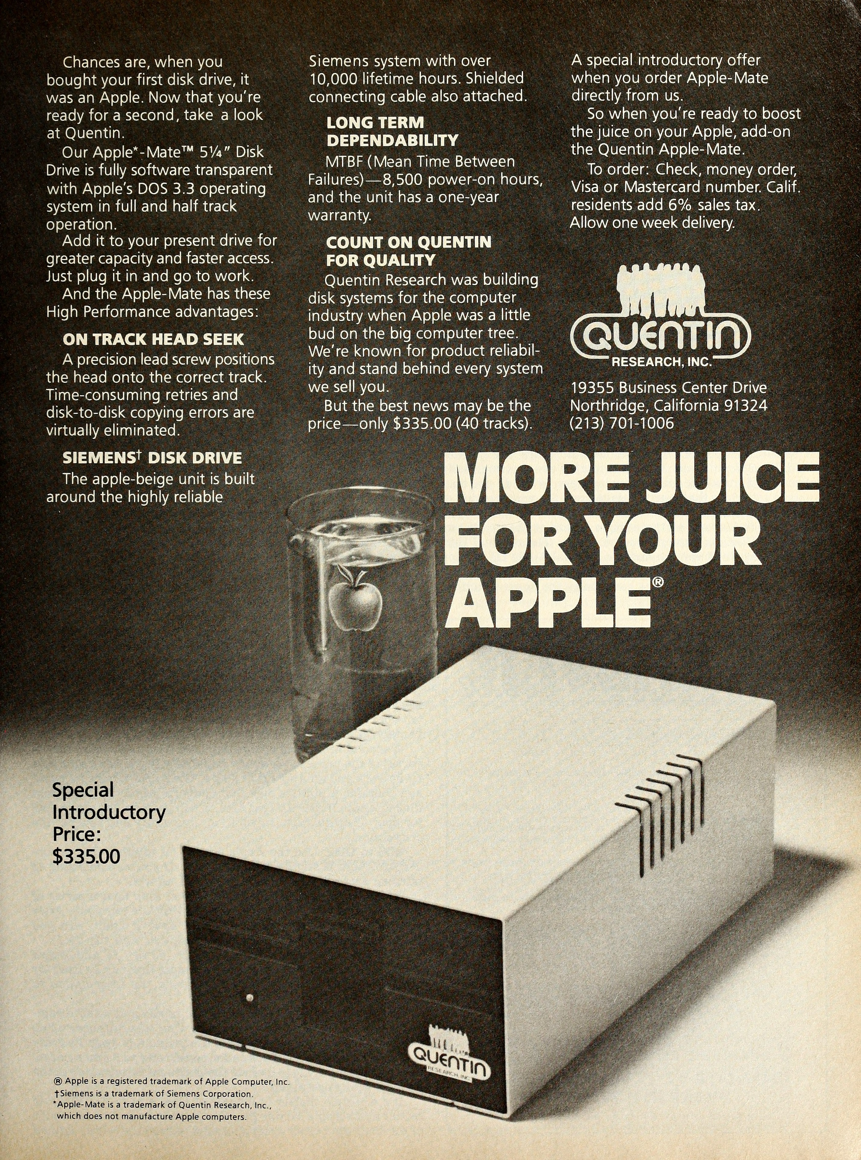 Chances are, when you
bought your first disk drive, it
was an Apple. Now that you're
ready for a second, take a look
at Quentin.
Our Apple*-Mate™ 5¼" Disk
Drive is fully software transparent
with Apple's DOS 3.3 operating
system in full and half track
operation.
Add it to your present drive for
greater capacity and faster access.
Just plug it in and go to work.
And the Apple-Mate has these
High Performance advantages:
ON TRACK HEAD SEEK
A precision lead screw positions
the head onto the correct track.
Time-consuming retries and
disk-to-disk copying errors are
virtually eliminated.
SIEMENS† DISK DRIVE
The apple-beige unit is built
around the highly reliable
Siemens system with over
10,000 lifetime hours. Shielded
connecting cable also attached.
LONG TERM
DEPENDABILITY
MTBF (Mean Time Between
Failures)—8,500 power-on hours,
and the unit has a one-year
warranty.
COUNT ON QUENTIN
FOR QUALITY
Quentin Research was building
disk systems for the computer
industry when Apple was a little
bud on the big computer tree.
We're known for product reliabil-
ity and stand behind every system
we sell you.
But the best news may be the
price—only $335.00 (40 tracks).
A special introductory offer
when you order Apple-Mate
directly from us.
So when you're ready to boost
the juice on your Apple, add-on
the Quentin Apple-Mate.
To order: Check, money order,
Visa or Mastercard number. Calif.
residents add 6% sales tax.
Allow one week delivery.
QUENTIN
RESEARCH, INC.
19355 Business Center Drive
Northridge, California 91324
(213) 701-1006
MORE JUICE
FOR YOUR
APPLE®
Special
Introductory
Price:
$335.00
QUENTIN
RESEARCH, INC.
® Apple is a registered trademark of Apple Computer, Inc.
†Siemens is a trademark of Siemens Corporation.
*Apple-Mate is a trademark of Quentin Research, Inc.,
which does not manufacture Apple computers.